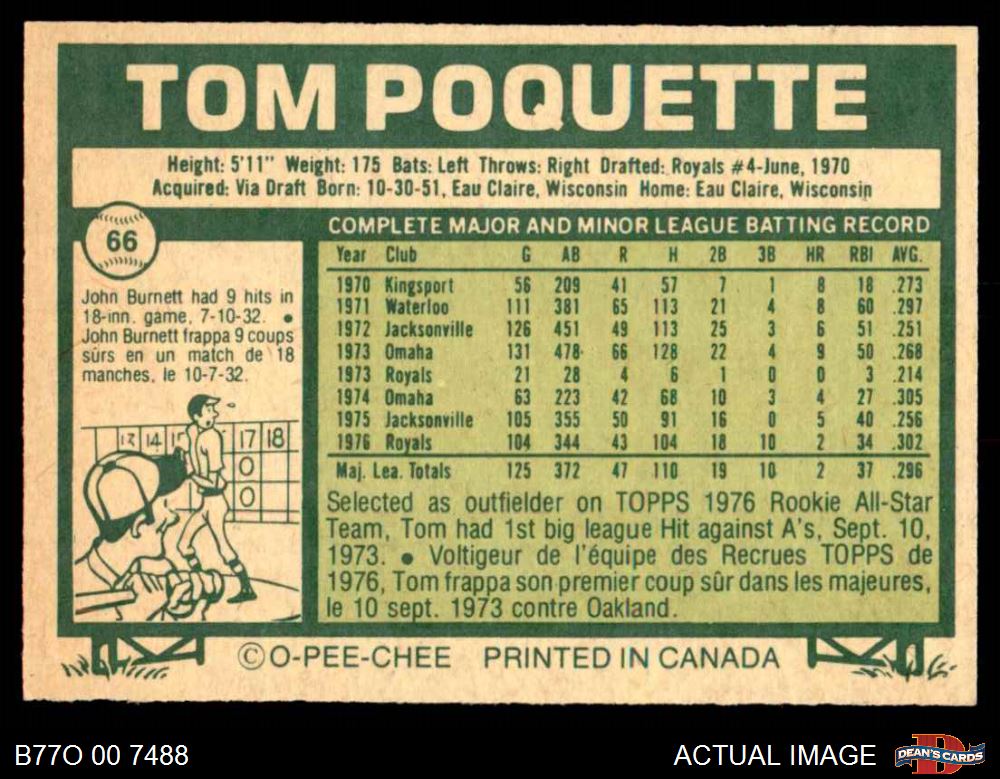 TOM POQUETTE
Height: 5'11" Weight: 175 Bats: Left Throws: Right Drafted: Royals #4-June, 1970
Acquired: Via Draft Born: 10-30-51, Eau Claire, Wisconsin Home: Eau Claire, Wisconsin
66
John Burnett had 9 hits in
18-inn. game, 7-10-32. ●
John Burnett frappa 9 coups
sûrs en un match de 18
manches, le 10-7-32.
13 14 17 18
0
0
COMPLETE MAJOR AND MINOR LEAGUE BATTING RECORD
Year Club G AB R H 2B 3B HR RBI AVG.
1970 Kingsport 56 209 41 57 7 1 8 18 .273
1971 Waterloo 111 381 65 113 21 4 8 60 .297
1972 Jacksonville 126 451 49 113 25 3 6 51 .251
1973 Omaha 131 478 66 128 22 4 9 50 .268
1973 Royals 21 28 4 6 1 0 0 3 .214
1974 Omaha 63 223 42 68 10 3 4 27 .305
1975 Jacksonville 105 355 50 91 16 0 5 40 .256
1976 Royals 104 344 43 104 18 10 2 34 .302
Maj. Lea. Totals 125 372 47 110 19 10 2 37 .296
Selected as outfielder on TOPPS 1976 Rookie All-Star
Team, Tom had 1st big league Hit against A's, Sept. 10,
1973. ● Voltigeur de l'équipe des Recrues TOPPS de
1976, Tom frappa son premier coup sûr dans les majeures,
le 10 sept. 1973 contre Oakland.
© O-PEE-CHEE PRINTED IN CANADA
B77O 00 7488
ACTUAL IMAGE
DEAN'S CARDS